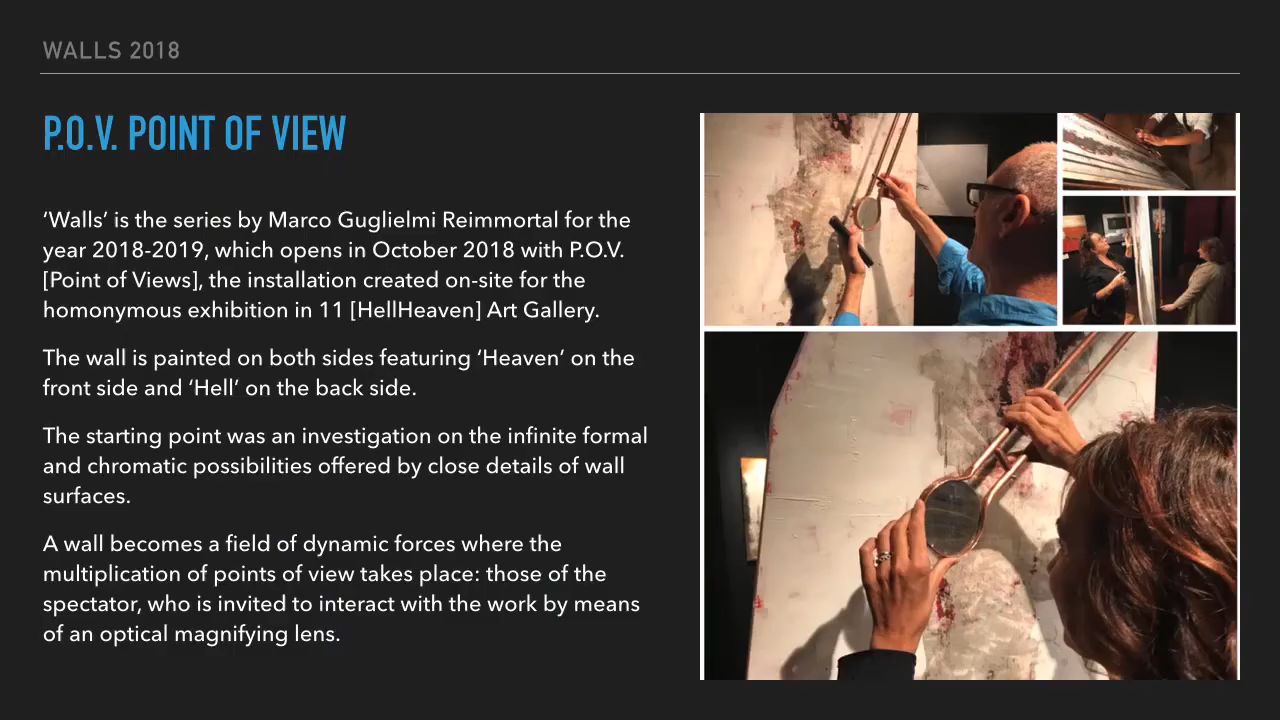 WALLS 2018
P.O.V. POINT OF VIEW
‘Walls’ is the series by Marco Guglielmi Reimmortal for the
year 2018-2019, which opens in October 2018 with P.O.V.
[Point of Views], the installation created on-site for the
homonymous exhibition in 11 [HellHeaven] Art Gallery.
The wall is painted on both sides featuring ‘Heaven’ on the
front side and ‘Hell’ on the back side.
The starting point was an investigation on the infinite formal
and chromatic possibilities offered by close details of wall
surfaces.
A wall becomes a field of dynamic forces where the
multiplication of points of view takes place: those of the
spectator, who is invited to interact with the work by means
of an optical magnifying lens.